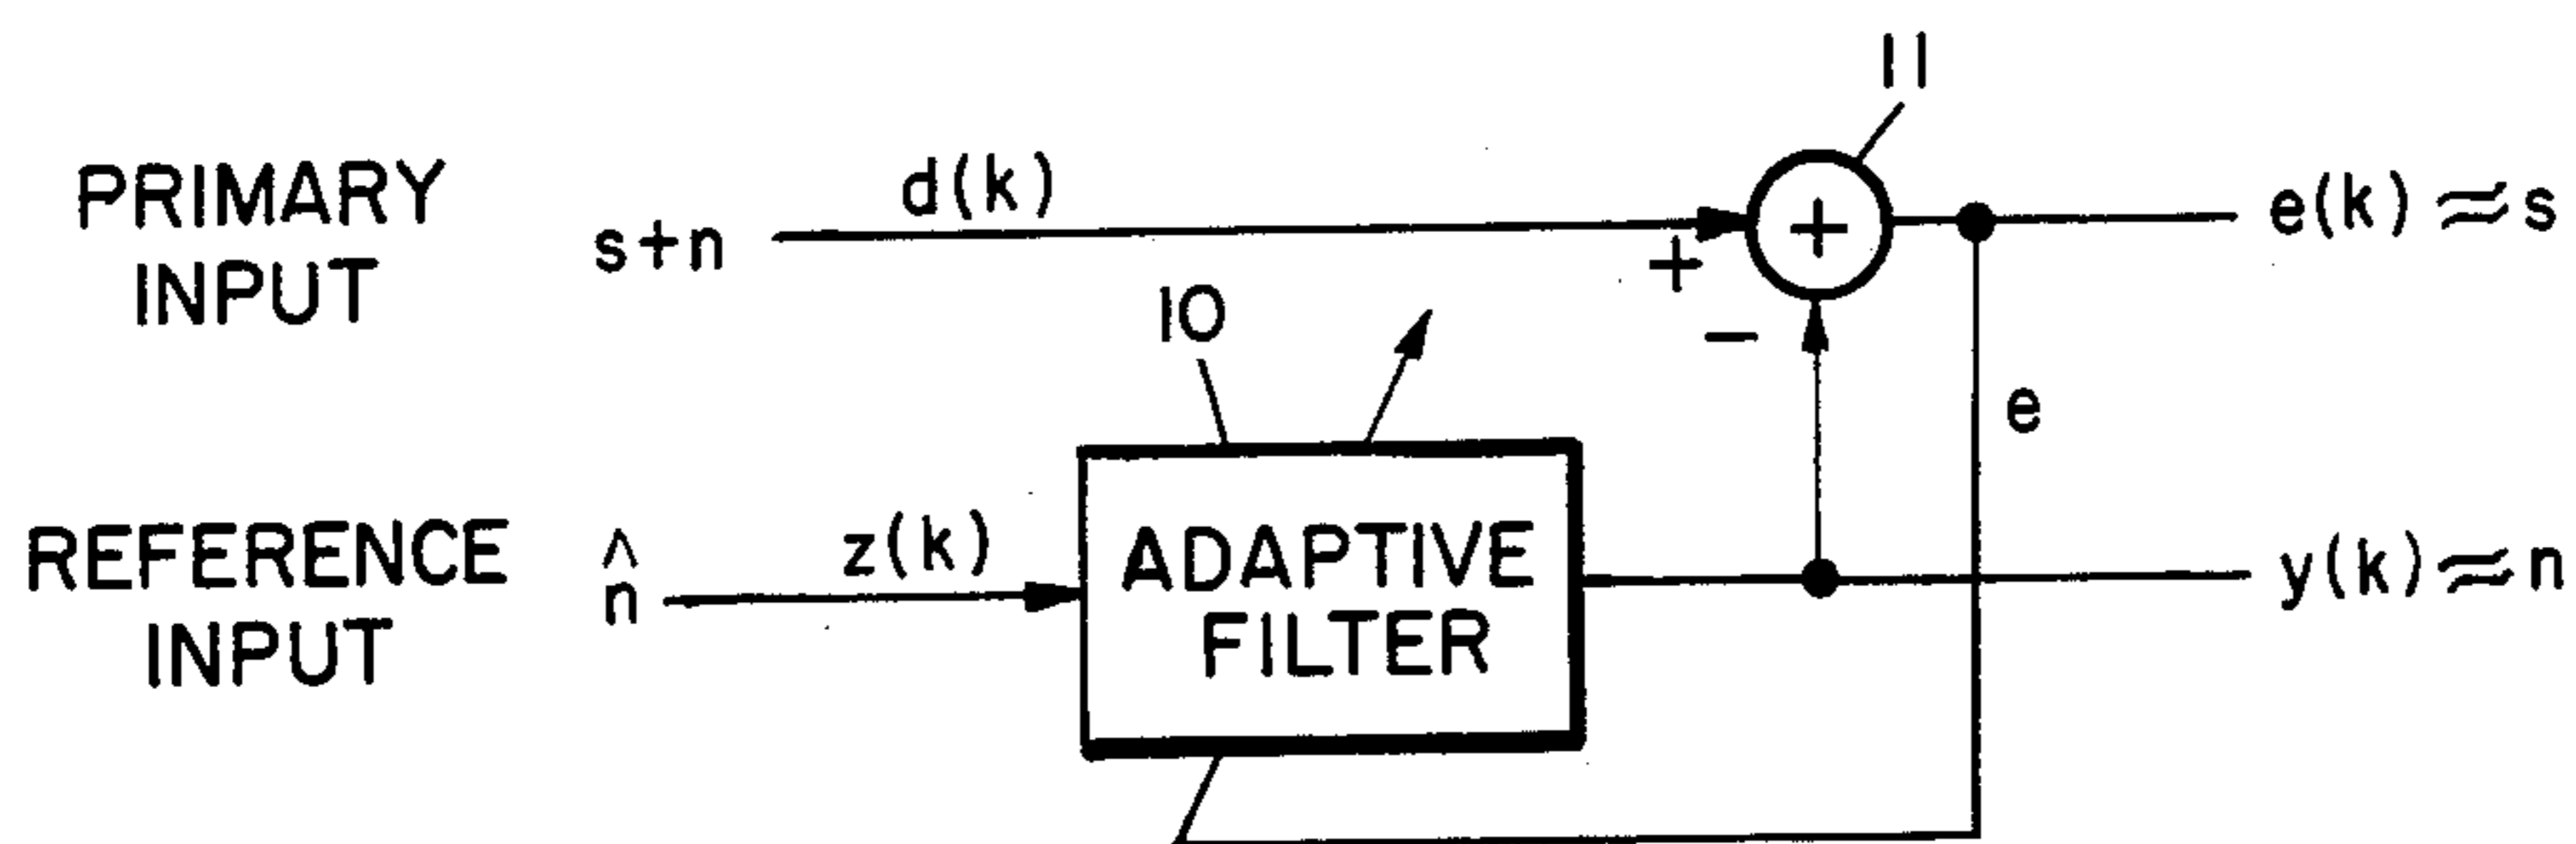 11
PRIMARY INPUT
s+n
d(k)
+
+
−
e(k) ≈ s
10
e
REFERENCE INPUT
n̂
z(k)
ADAPTIVE FILTER
y(k) ≈ n